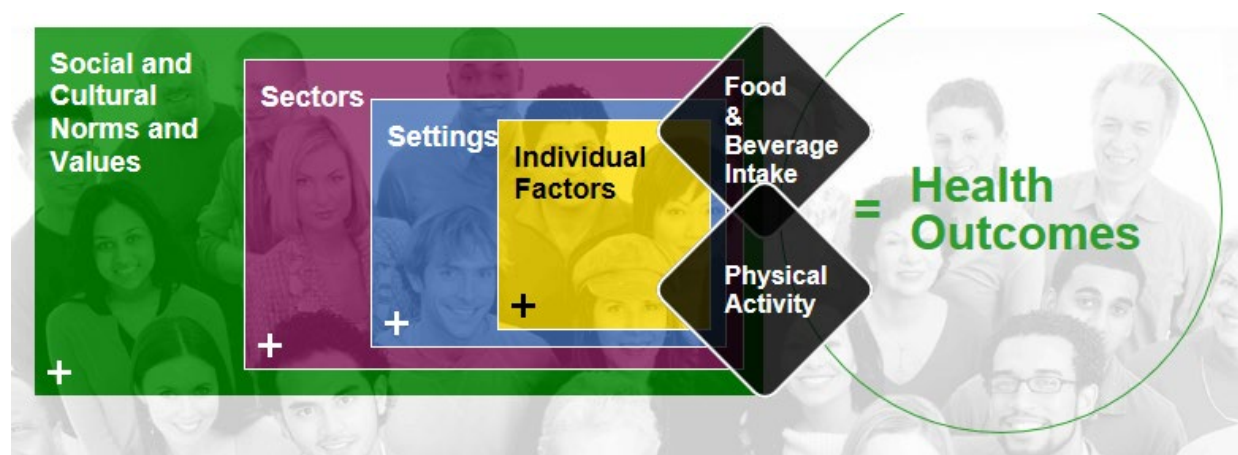 Social and
Cultural
Norms and
Values
+
Sectors
+
Settings
+
Individual
Factors
+
Food
&
Beverage
Intake
Physical
Activity
=
Health
Outcomes